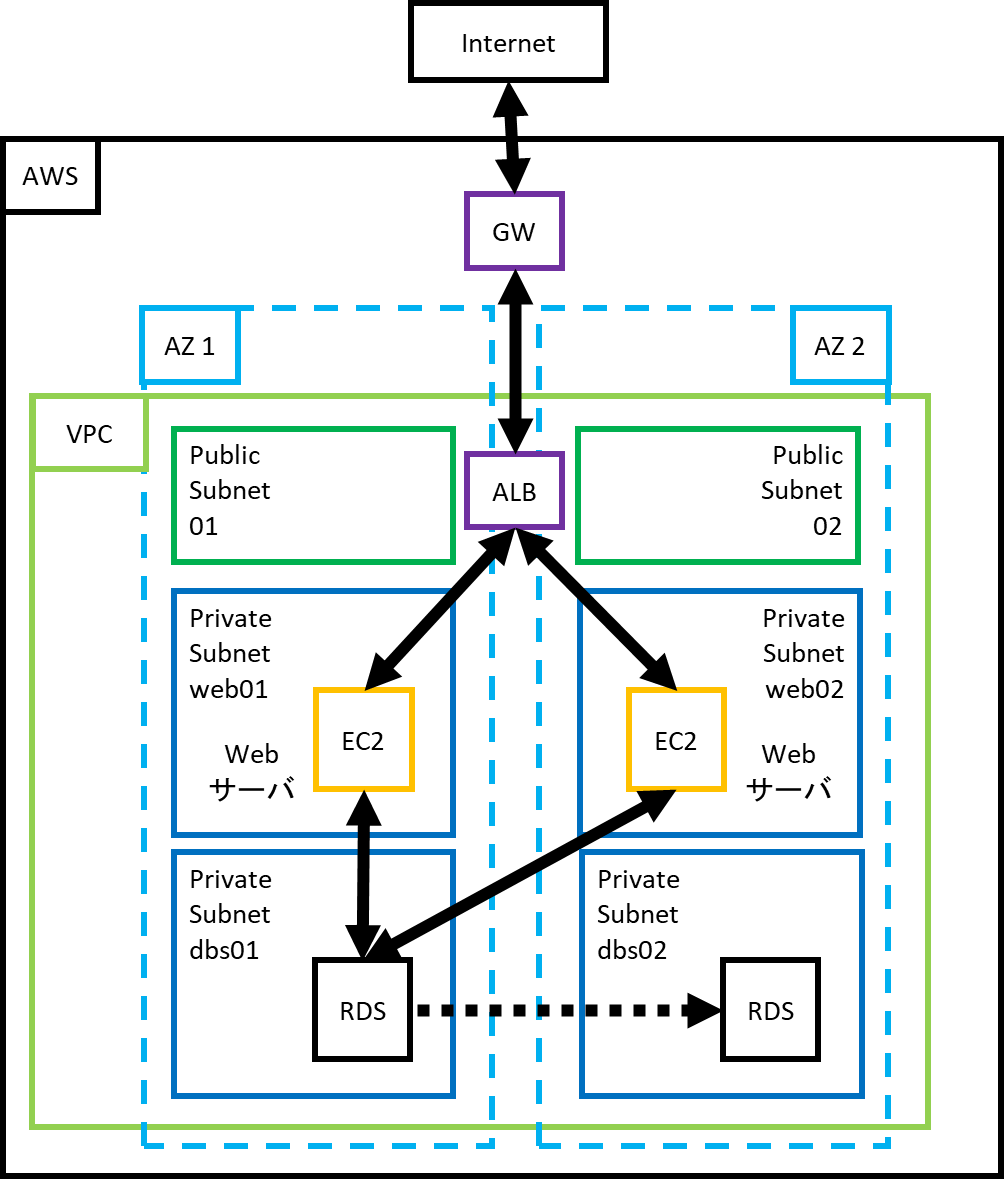 Internet
AWS
GW
AZ 1
AZ 2
VPC
Public
Subnet
01
ALB
Public
Subnet
02
Private
Subnet
web01
EC2
Web
サーバ
Private
Subnet
web02
EC2
Web
サーバ
Private
Subnet
dbs01
RDS
Private
Subnet
dbs02
RDS